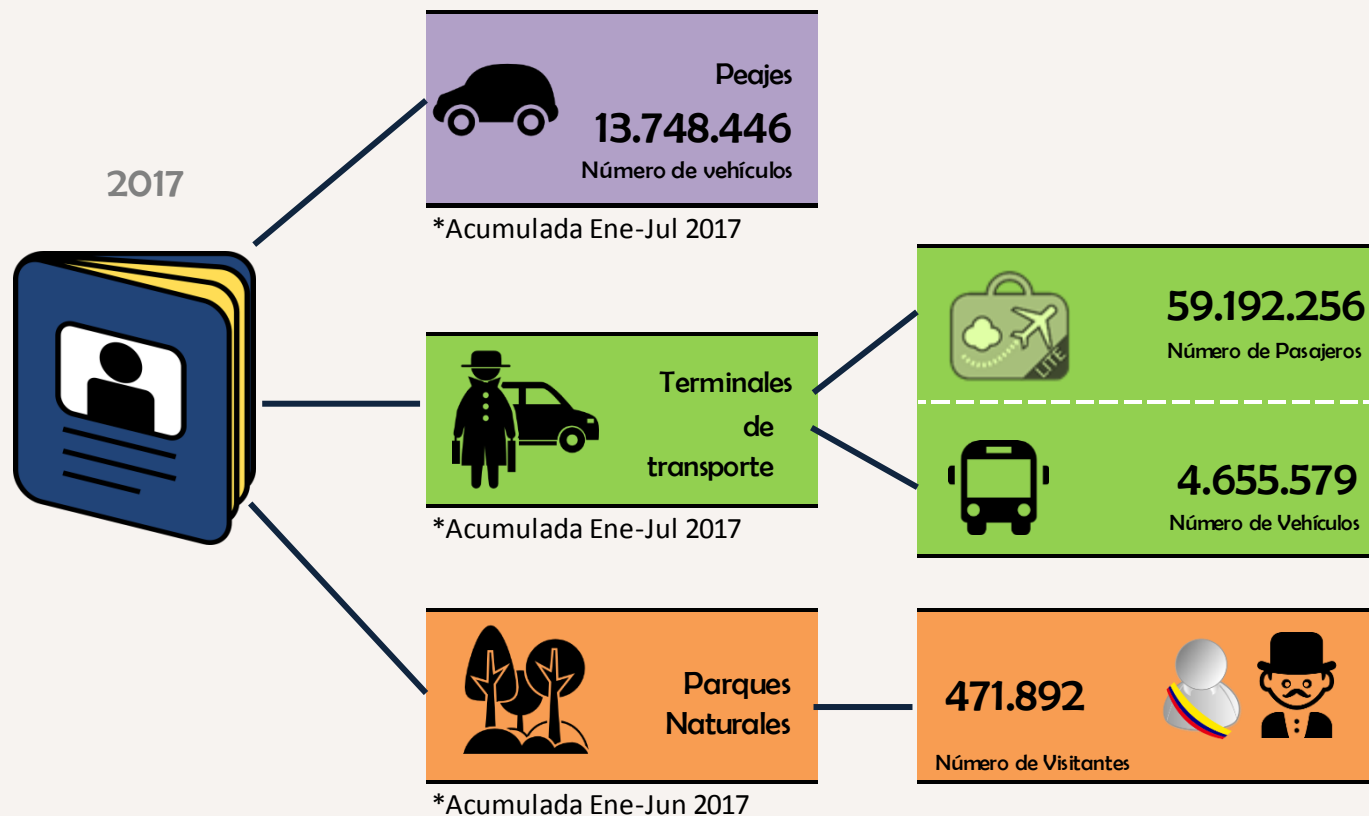 2017
Peajes
13.748.446
Número de vehículos
*Acumulada Ene-Jul 2017
Terminales
de
transporte
*Acumulada Ene-Jul 2017
59.192.256
Número de Pasajeros
LITE
4.655.579
Número de Vehículos
Parques
Naturales
*Acumulada Ene-Jun 2017
471.892
Número de Visitantes